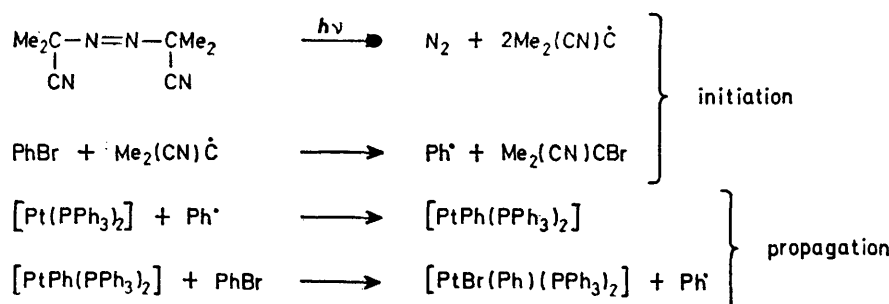 Me₂C—N=N—CMe₂ hν N₂ + 2Me₂(CN)Ċ
CN CN
initiation
PhBr + Me₂(CN)Ċ Ph• + Me₂(CN)CBr
[Pt(PPh₃)₂] + Ph• [PtPh(PPh₃)₂]
propagation
[PtPh(PPh₃)₂] + PhBr [PtBr(Ph)(PPh₃)₂] + Ph•